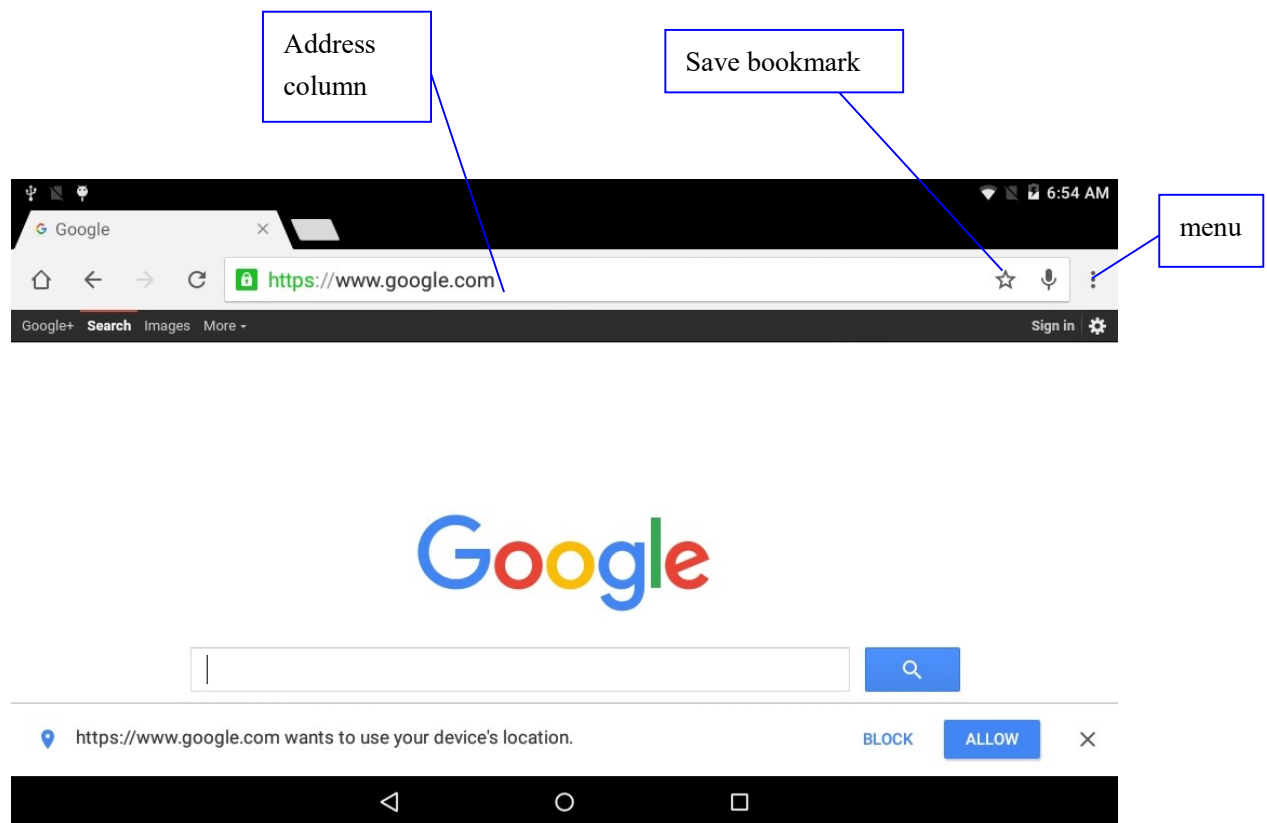 Address
column
Save bookmark
menu
6:54 AM
Google
https://www.google.com
Google+ Search Images More
Sign in
Google
https://www.google.com wants to use your device's location.
BLOCK ALLOW